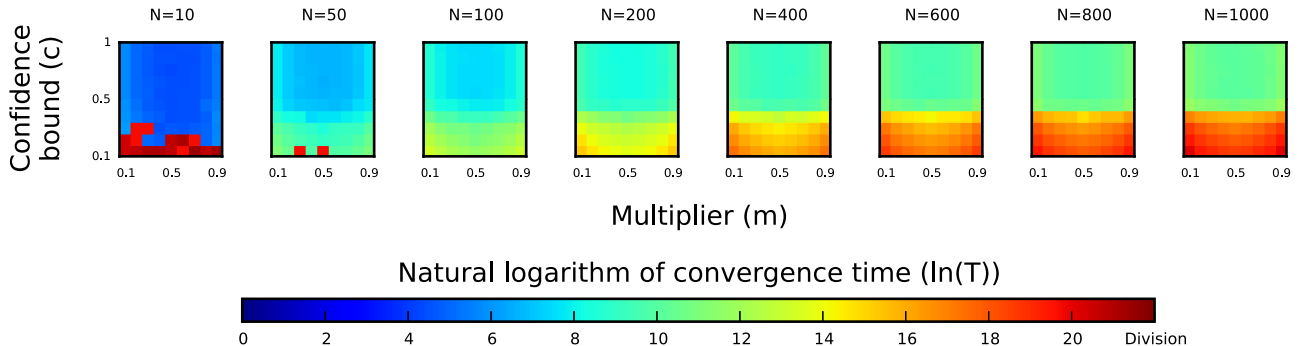 N=10 N=50 N=100 N=200 N=400 N=600 N=800 N=1000
Confidence
bound (c)
1
0.5
0.1
0.1 0.5 0.9 0.1 0.5 0.9 0.1 0.5 0.9 0.1 0.5 0.9 0.1 0.5 0.9 0.1 0.5 0.9 0.1 0.5 0.9 0.1 0.5 0.9
Multiplier (m)
Natural logarithm of convergence time (ln(T))
0 2 4 6 8 10 12 14 16 18 20 Division